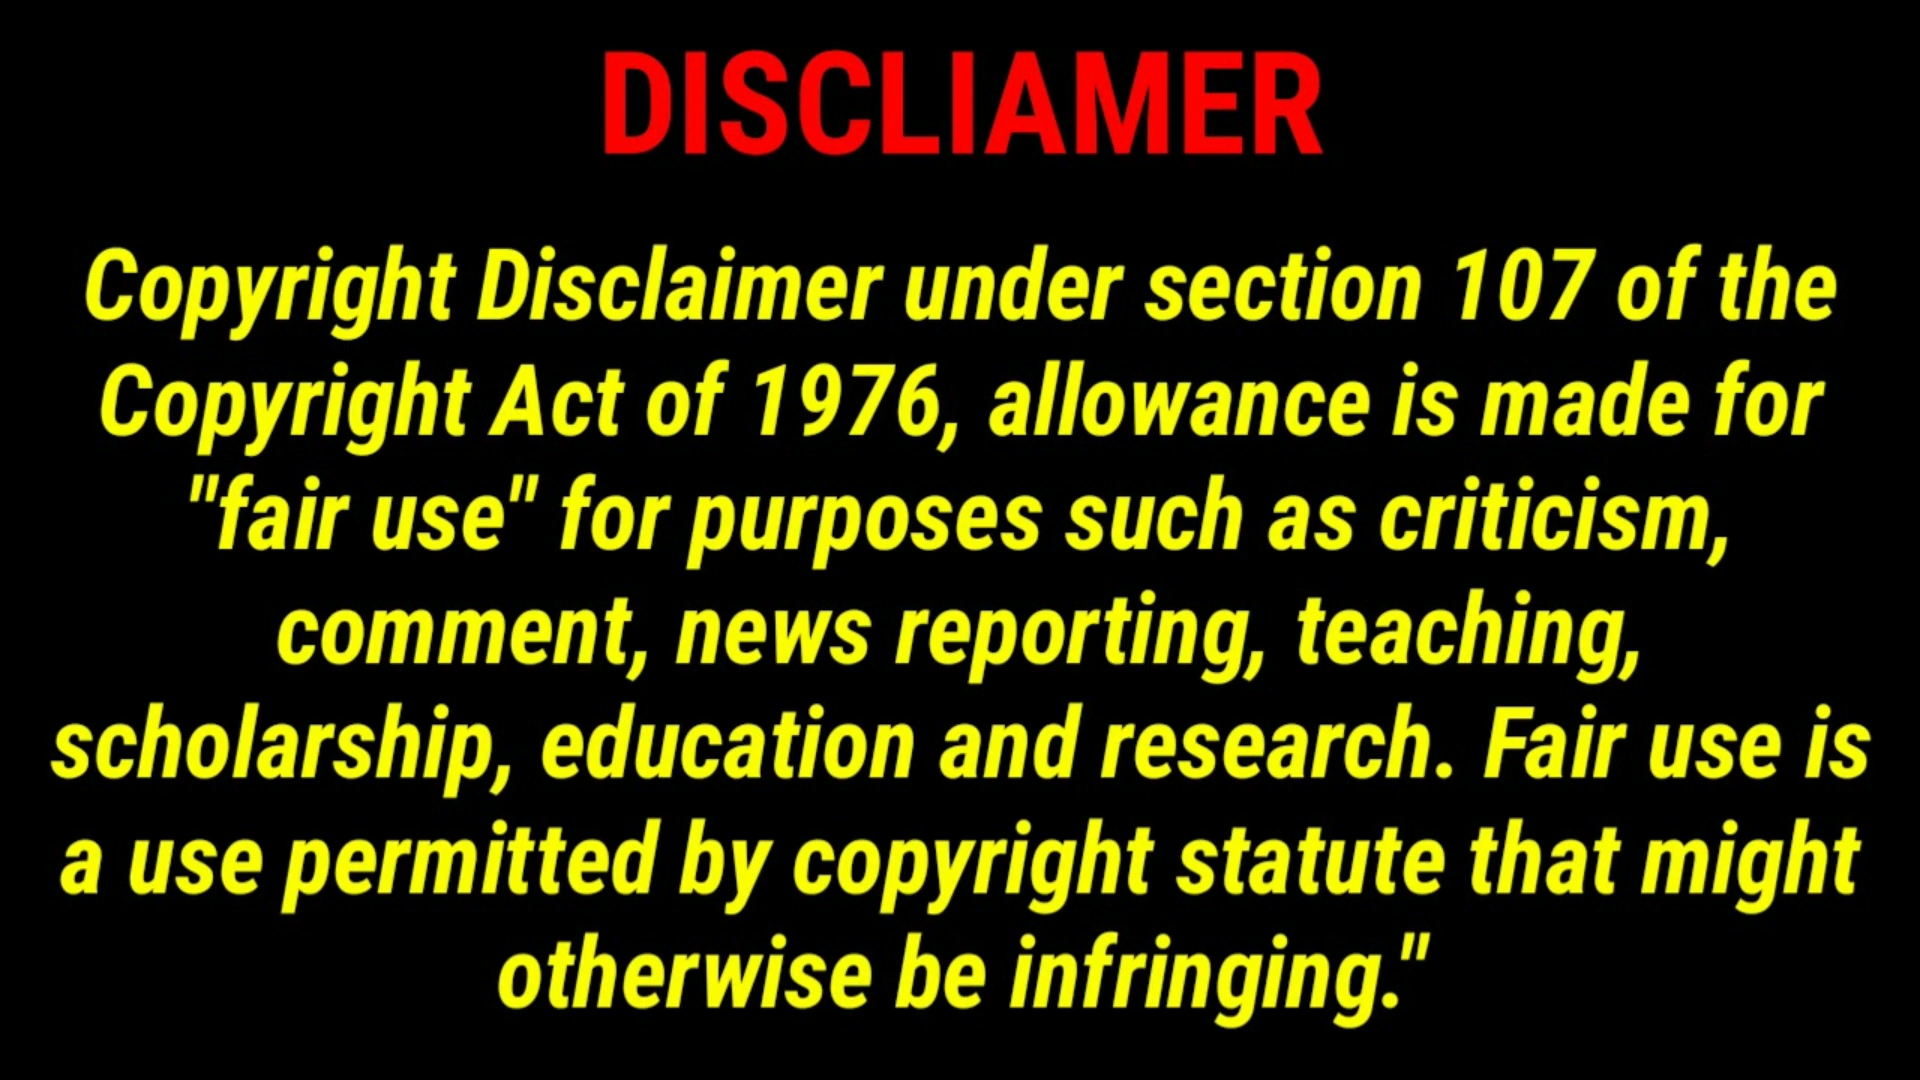 DISCLIAMER
Copyright Disclaimer under section 107 of the
Copyright Act of 1976, allowance is made for
"fair use" for purposes such as criticism,
comment, news reporting, teaching,
scholarship, education and research. Fair use is
a use permitted by copyright statute that might
otherwise be infringing."